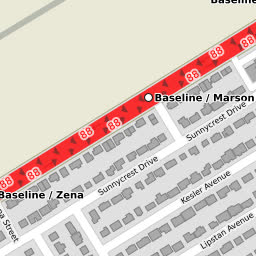 Baseline
88
88
88
Baseline / Marson
88
88
Sunnycrest Drive
88
88
Sunnycrest Drive
Kesler Avenue
Baseline / Zena
Lipstan Avenue
Street